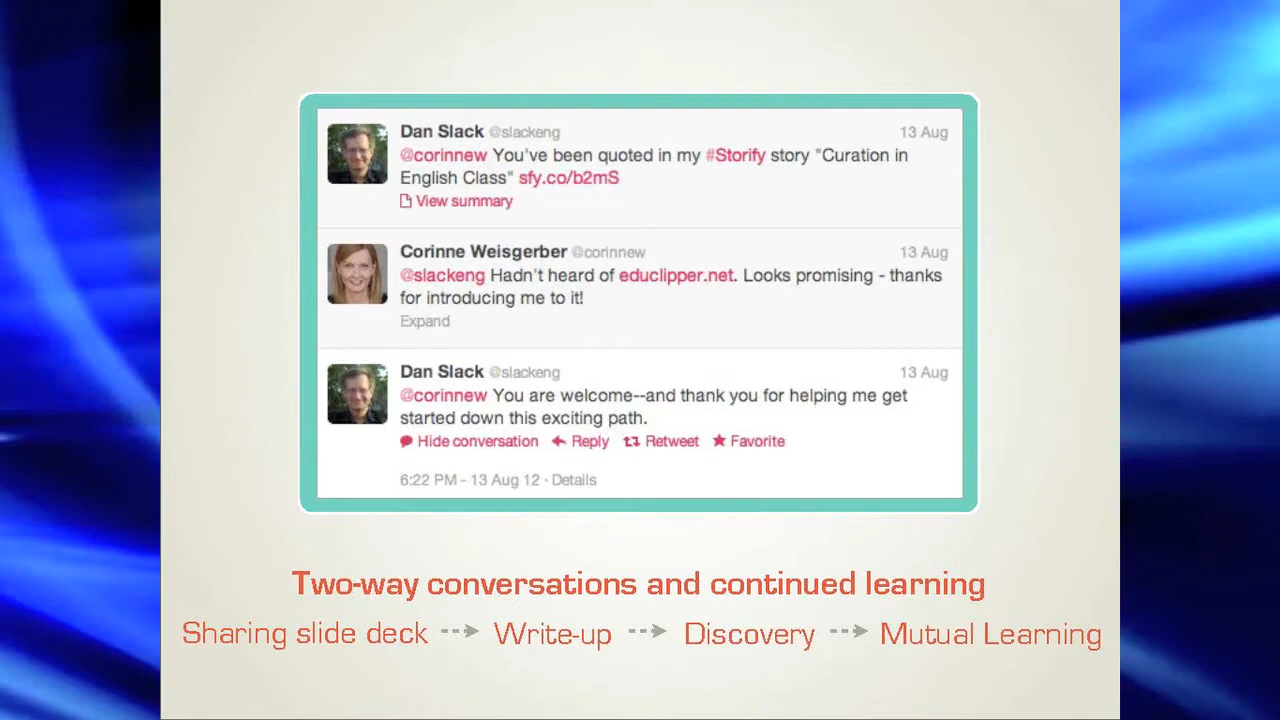 Dan Slack @slackeng 13 Aug
@corinnew You've been quoted in my #Storify story "Curation in
English Class" sfy.co/b2mS
View summary
Corinne Weisgerber @corinnew 13 Aug
@slackeng Hadn't heard of educlipper.net. Looks promising - thanks
for introducing me to it!
Expand
Dan Slack @slackeng 13 Aug
@corinnew You are welcome--and thank you for helping me get
started down this exciting path.
Hide conversation Reply Retweet Favorite
6:22 PM - 13 Aug 12 · Details
Two-way conversations and continued learning
Sharing slide deck Write-up Discovery Mutual Learning